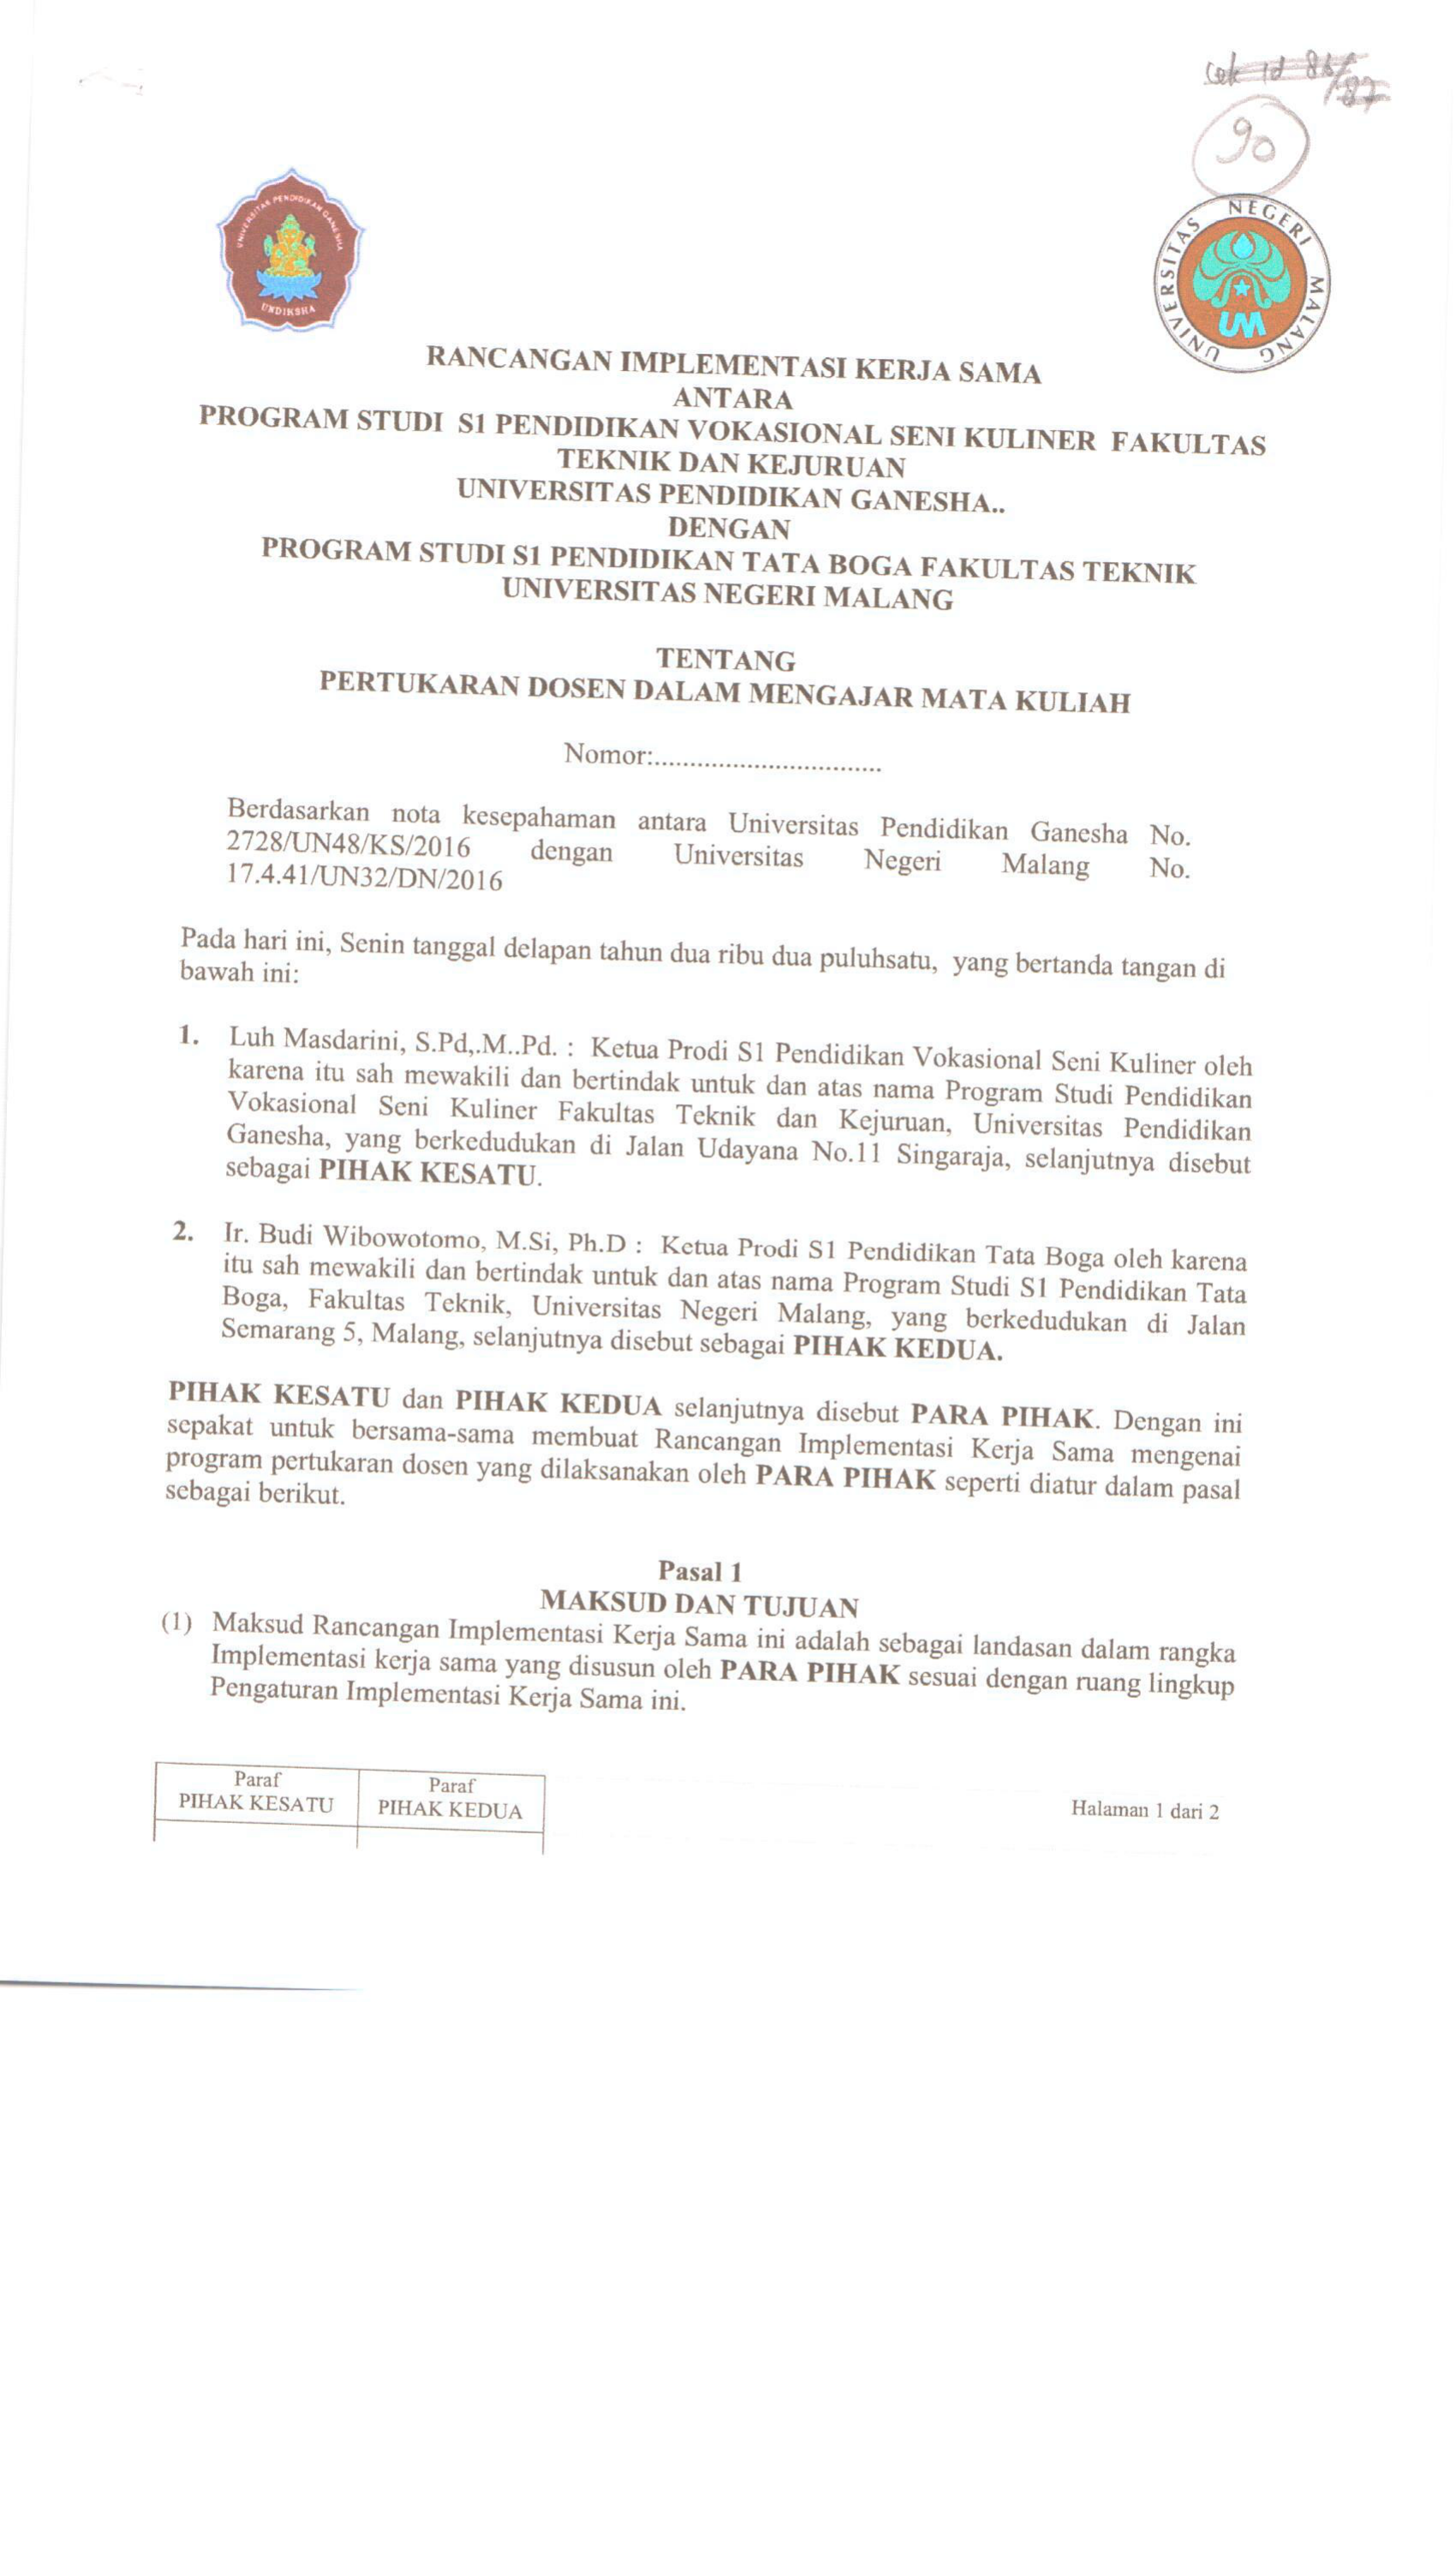 cek id 86/87
90
UNIVERSITAS PENDIDIKAN GANESHA
UNDIKSHA
UNIVERSITAS NEGERI MALANG
UM
RANCANGAN IMPLEMENTASI KERJA SAMA
ANTARA
PROGRAM STUDI S1 PENDIDIKAN VOKASIONAL SENI KULINER FAKULTAS
TEKNIK DAN KEJURUAN
UNIVERSITAS PENDIDIKAN GANESHA..
DENGAN
PROGRAM STUDI S1 PENDIDIKAN TATA BOGA FAKULTAS TEKNIK
UNIVERSITAS NEGERI MALANG
TENTANG
PERTUKARAN DOSEN DALAM MENGAJAR MATA KULIAH
Nomor:...............................
Berdasarkan nota kesepahaman antara Universitas Pendidikan Ganesha No.
2728/UN48/KS/2016 dengan Universitas Negeri Malang No.
17.4.41/UN32/DN/2016
Pada hari ini, Senin tanggal delapan tahun dua ribu dua puluhsatu, yang bertanda tangan di
bawah ini:
1. Luh Masdarini, S.Pd,.M..Pd. : Ketua Prodi S1 Pendidikan Vokasional Seni Kuliner oleh
karena itu sah mewakili dan bertindak untuk dan atas nama Program Studi Pendidikan
Vokasional Seni Kuliner Fakultas Teknik dan Kejuruan, Universitas Pendidikan
Ganesha, yang berkedudukan di Jalan Udayana No.11 Singaraja, selanjutnya disebut
sebagai PIHAK KESATU.
2. Ir. Budi Wibowotomo, M.Si, Ph.D : Ketua Prodi S1 Pendidikan Tata Boga oleh karena
itu sah mewakili dan bertindak untuk dan atas nama Program Studi S1 Pendidikan Tata
Boga, Fakultas Teknik, Universitas Negeri Malang, yang berkedudukan di Jalan
Semarang 5, Malang, selanjutnya disebut sebagai PIHAK KEDUA.
PIHAK KESATU dan PIHAK KEDUA selanjutnya disebut PARA PIHAK. Dengan ini
sepakat untuk bersama-sama membuat Rancangan Implementasi Kerja Sama mengenai
program pertukaran dosen yang dilaksanakan oleh PARA PIHAK seperti diatur dalam pasal
sebagai berikut.
Pasal 1
MAKSUD DAN TUJUAN
(1) Maksud Rancangan Implementasi Kerja Sama ini adalah sebagai landasan dalam rangka
Implementasi kerja sama yang disusun oleh PARA PIHAK sesuai dengan ruang lingkup
Pengaturan Implementasi Kerja Sama ini.
Paraf Paraf
PIHAK KESATU PIHAK KEDUA
Halaman 1 dari 2